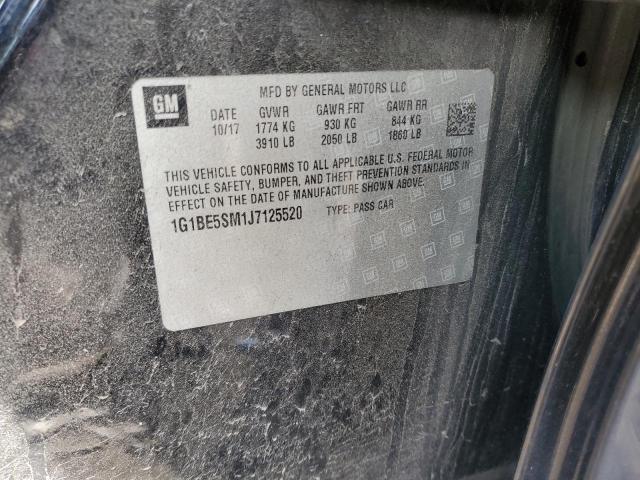 GM
MFD BY GENERAL MOTORS LLC
DATE GVWR GAWR FRT GAWR RR
10/17 1774 KG 930 KG 844 KG
3910 LB 2050 LB 1860 LB
THIS VEHICLE CONFORMS TO ALL APPLICABLE U.S. FEDERAL MOTOR
VEHICLE SAFETY, BUMPER, AND THEFT PREVENTION STANDARDS IN
EFFECT ON THE DATE OF MANUFACTURE SHOWN ABOVE.
1G1BE5SM1J7125520 TYPE: PASS CAR